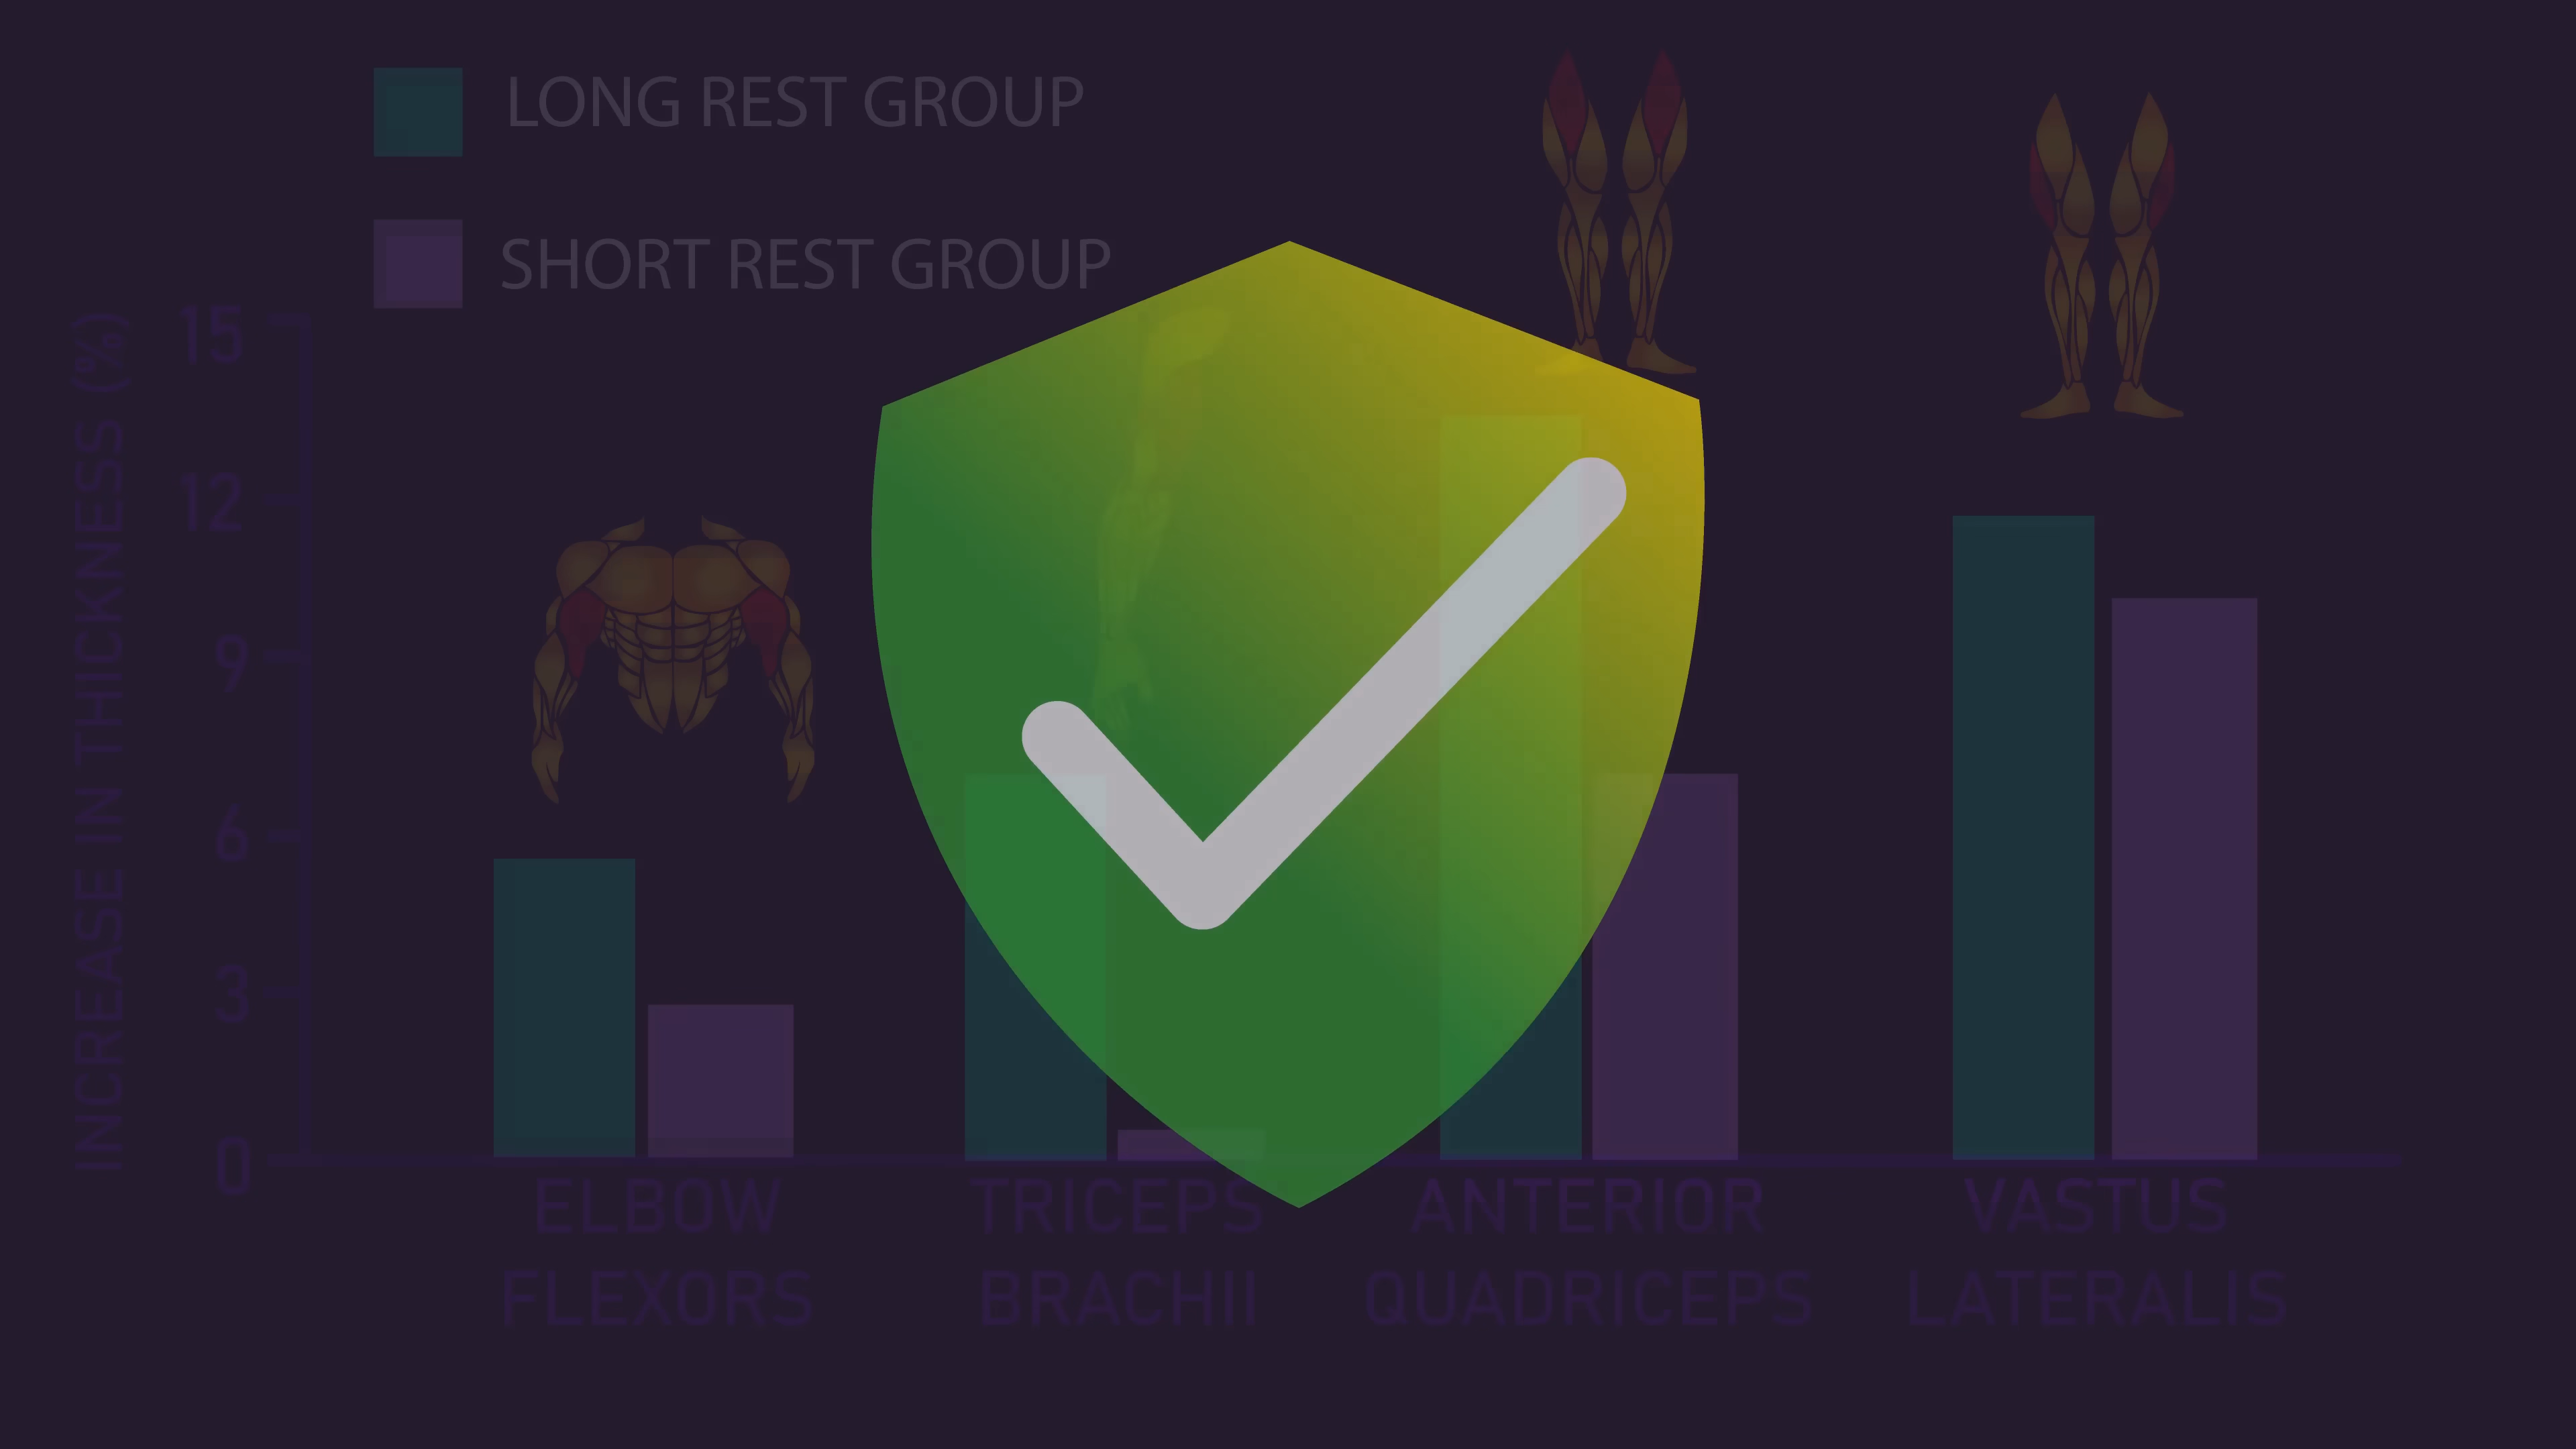 LONG REST GROUP
SHORT REST GROUP
INCREASE IN THICKNESS (%)
15
12
9
6
3
0
ELBOW
FLEXORS
TRICEPS
BRACHII
ANTERIOR
QUADRICEPS
VASTUS
LATERALIS